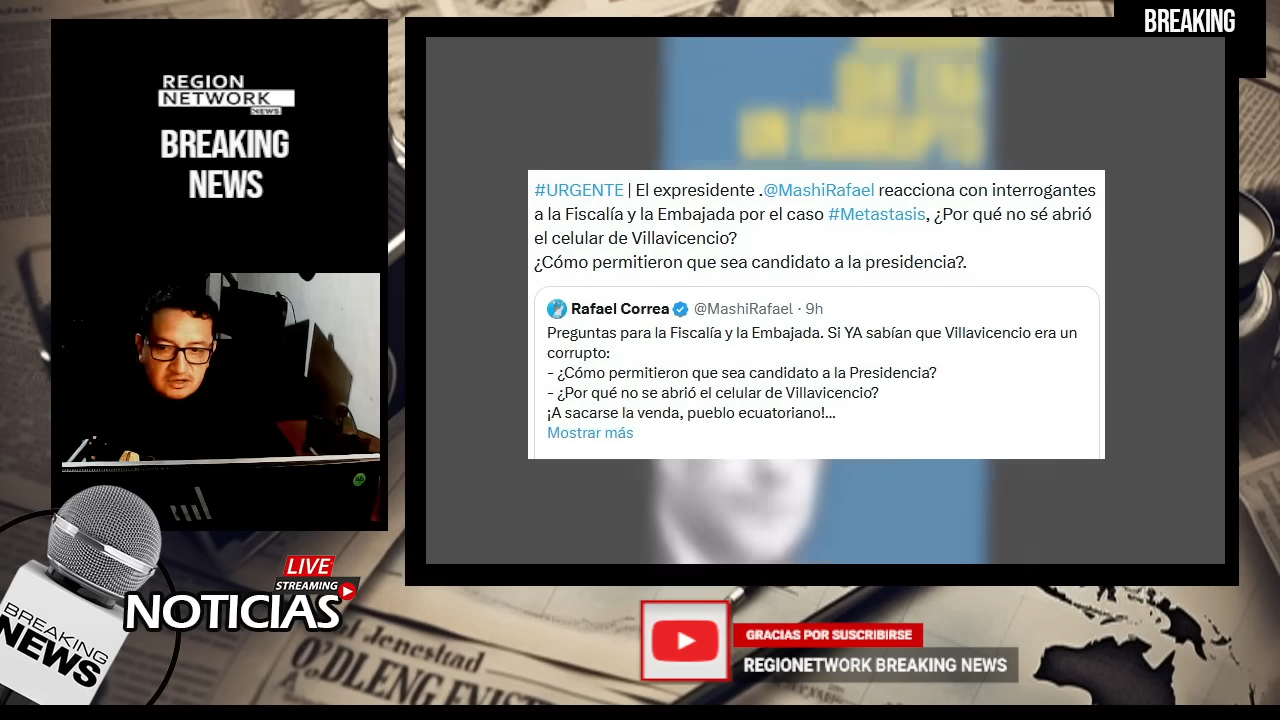 BREAKING
REGION
NETWORK
NEWS
BREAKING
NEWS
UN CORRUPTO
#URGENTE | El expresidente .@MashiRafael reacciona con interrogantes
a la Fiscalía y la Embajada por el caso #Metastasis, ¿Por qué no sé abrió
el celular de Villavicencio?
¿Cómo permitieron que sea candidato a la presidencia?.
Rafael Correa @MashiRafael · 9h
Preguntas para la Fiscalía y la Embajada. Si YA sabían que Villavicencio era un
corrupto:
- ¿Cómo permitieron que sea candidato a la Presidencia?
- ¿Por qué no se abrió el celular de Villavicencio?
¡A sacarse la venda, pueblo ecuatoriano!...
Mostrar más
LIVE
STREAMING
NOTICIAS
BREAKING
NEWS
GRACIAS POR SUSCRIBIRSE
REGIONETWORK BREAKING NEWS